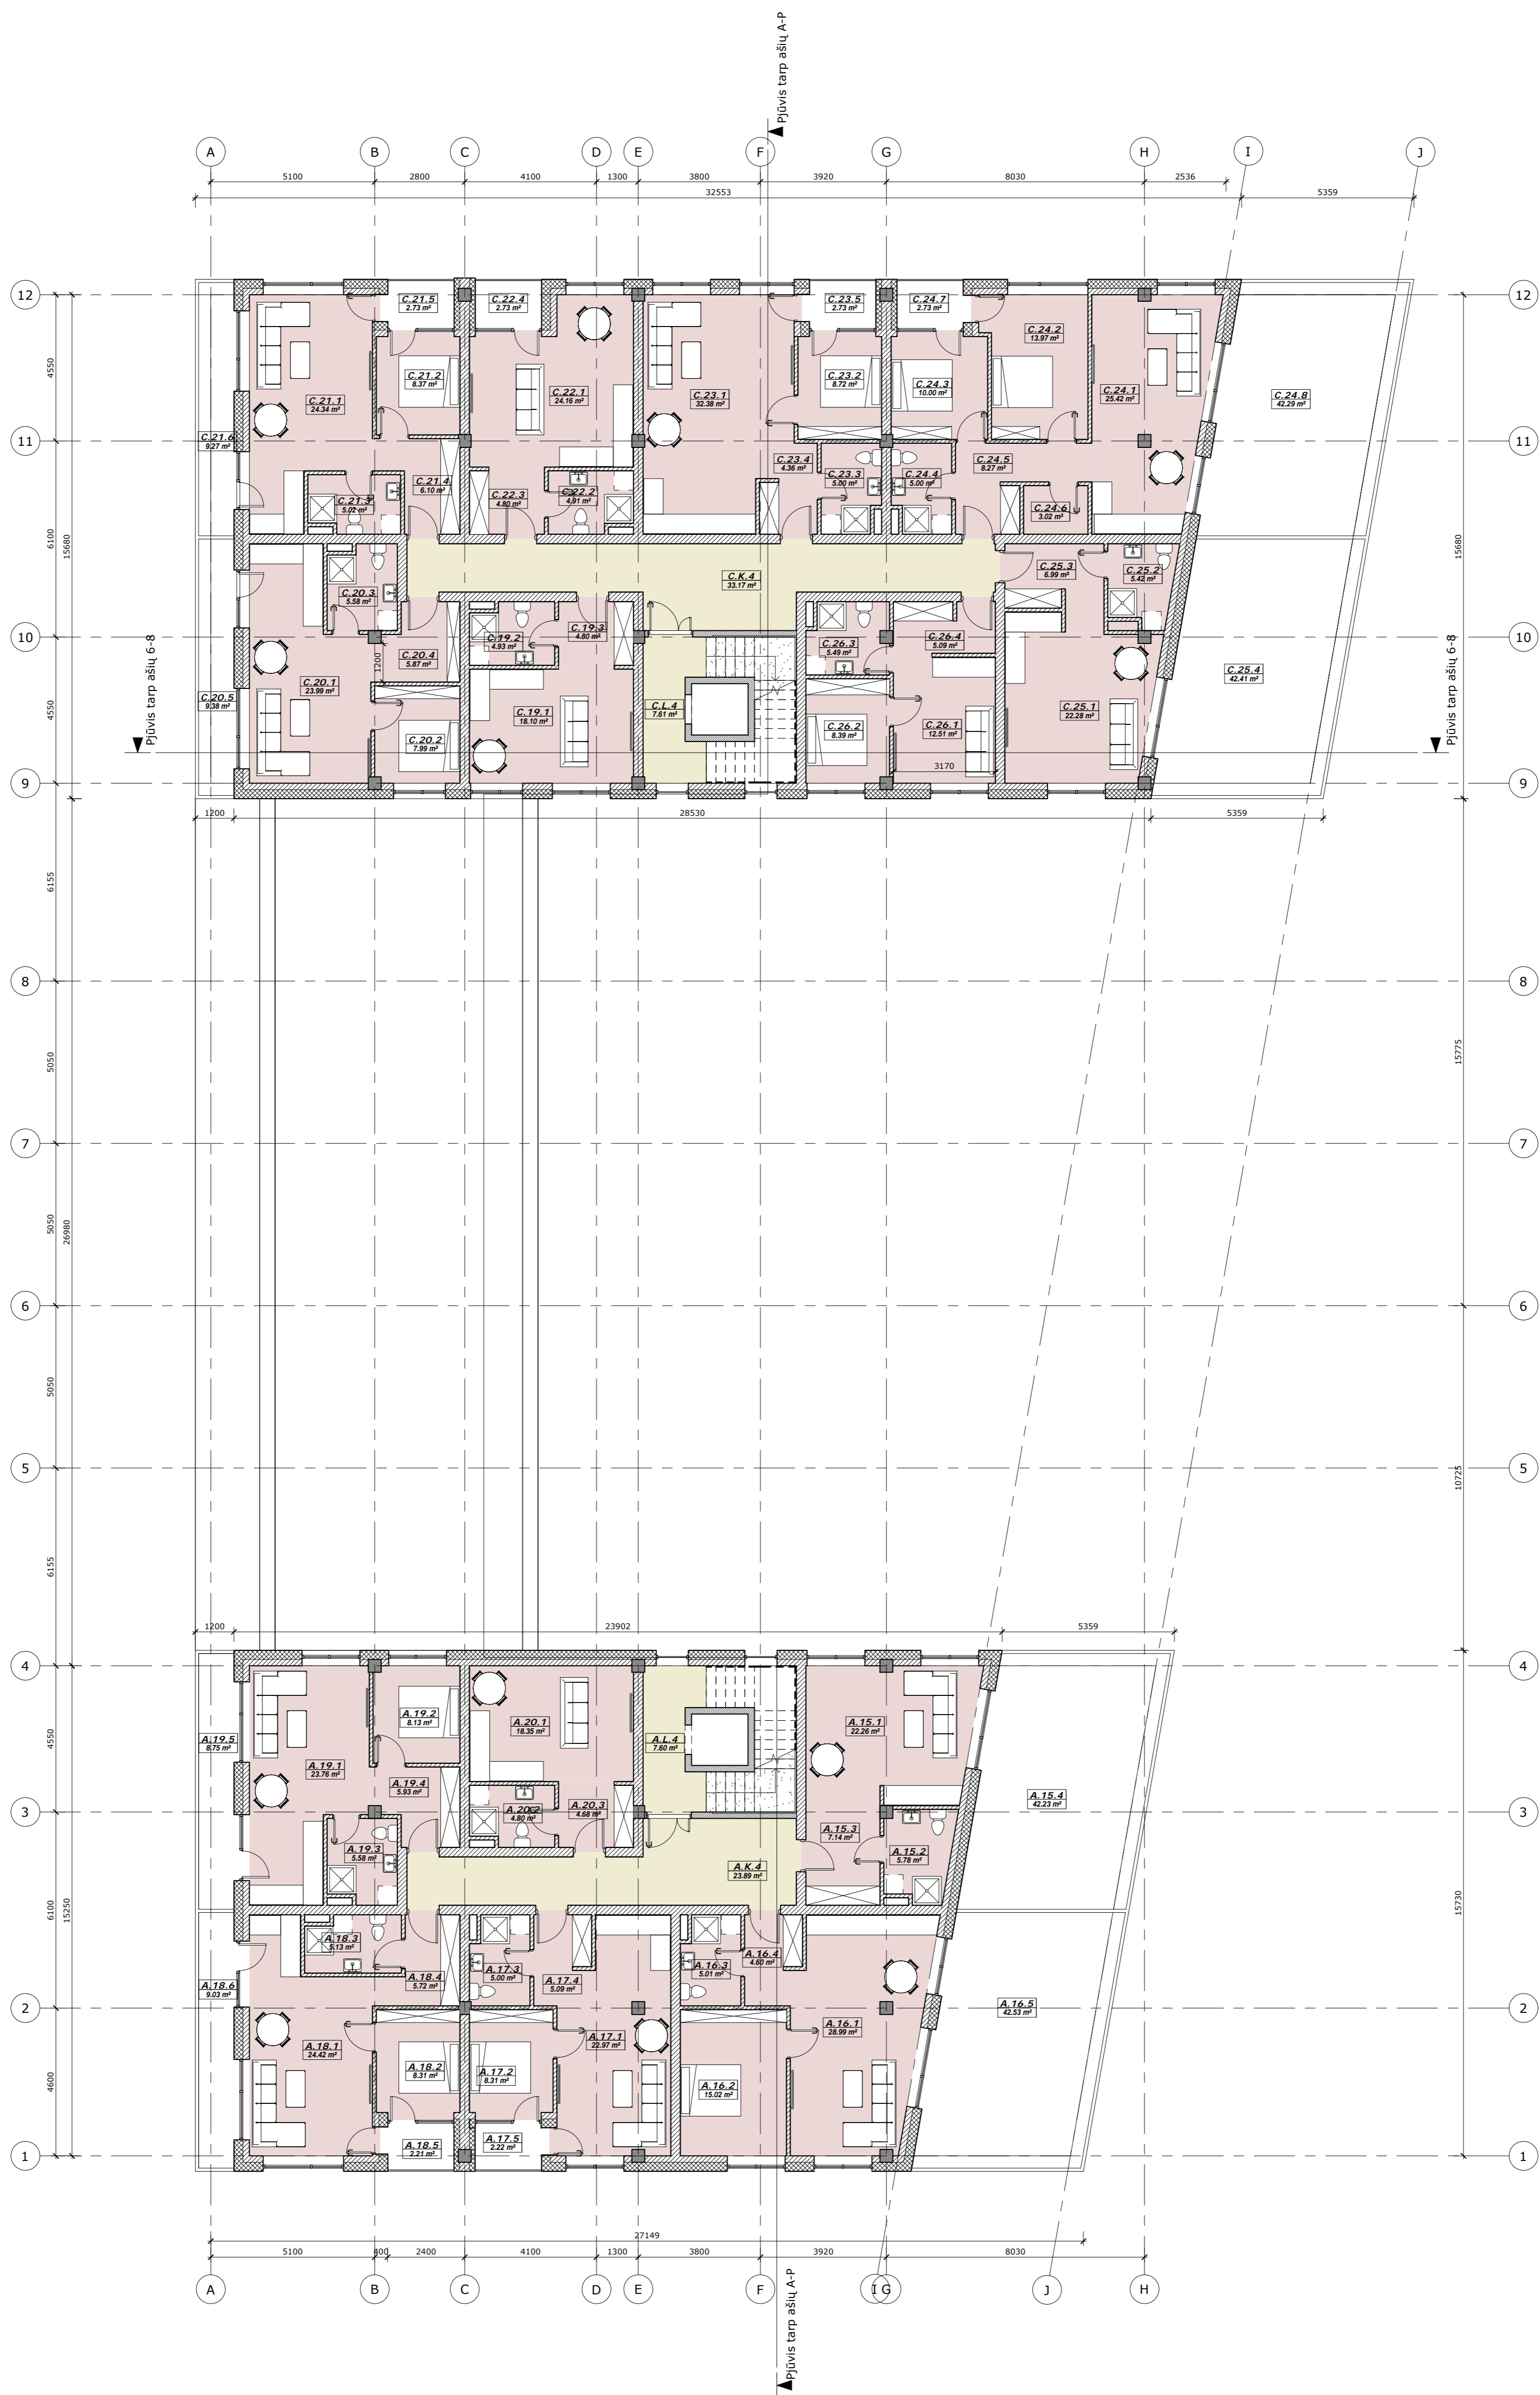 Pjūvis tarp ašių A-P
A
B
C
D
E
F
G
H
I
J
5100
2800
4100
1300
3800
3920
8030
2536
32553
5359
12
12
C.21.5
2.73 m²
C.22.4
2.73 m²
C.23.5
2.73 m²
C.24.7
2.73 m²
C.24.2
13.97 m²
4550
C.21.2
8.37 m²
C.23.2
8.72 m²
C.24.3
10.00 m²
C.21.1
24.34 m²
C.22.1
24.16 m²
C.23.1
32.38 m²
C.24.1
25.42 m²
C.24.8
42.29 m²
C.21.6
9.27 m²
11
11
C.21.4
6.10 m²
C.23.4
4.36 m²
C.23.3
5.00 m²
C.24.4
5.00 m²
C.24.5
8.27 m²
C.21.3
5.02 m²
C.22.3
4.80 m²
C.22.2
4.91 m²
C.24.6
3.02 m²
6100
15680
15680
C.K.4
33.17 m²
C.25.3
6.99 m²
C.25.2
5.42 m²
C.20.3
5.58 m²
C.19.2
4.93 m²
C.19.3
4.80 m²
C.26.3
5.49 m²
C.26.4
5.09 m²
10
10
C.20.4
5.87 m²
1200
C.20.1
23.99 m²
C.20.5
9.38 m²
C.25.4
42.41 m²
Pjūvis tarp ašių 6-8
Pjūvis tarp ašių 6-8
4550
C.19.1
18.10 m²
C.L.4
7.61 m²
C.25.1
22.28 m²
C.20.2
7.99 m²
C.26.2
8.39 m²
C.26.1
12.51 m²
3170
9
9
1200
28530
5359
6155
8
8
5050
15775
7
7
5050
26980
6
6
5050
5
5
10725
6155
1200
23902
5359
4
4
A.19.2
8.13 m²
A.20.1
18.35 m²
A.15.1
22.26 m²
4550
A.19.5
8.75 m²
A.L.4
7.60 m²
A.19.1
23.76 m²
A.19.4
5.93 m²
A.15.4
42.23 m²
3
3
A.20.2
4.80 m²
A.20.3
4.68 m²
A.15.3
7.14 m²
A.19.3
5.58 m²
A.15.2
5.78 m²
A.K.4
23.89 m²
6100
15250
15730
A.18.3
5.13 m²
A.16.4
4.60 m²
A.17.3
5.00 m²
A.16.3
5.01 m²
A.18.4
5.72 m²
A.17.4
5.09 m²
A.18.6
9.03 m²
A.16.5
42.53 m²
2
2
A.16.1
28.99 m²
A.18.1
24.42 m²
A.17.1
22.97 m²
A.18.2
8.31 m²
A.17.2
8.31 m²
A.16.2
15.02 m²
4600
A.18.5
2.21 m²
A.17.5
2.22 m²
1
1
27149
5100
400
2400
4100
1300
3800
3920
8030
A
B
C
D
E
F
I
G
J
H
Pjūvis tarp ašių A-P